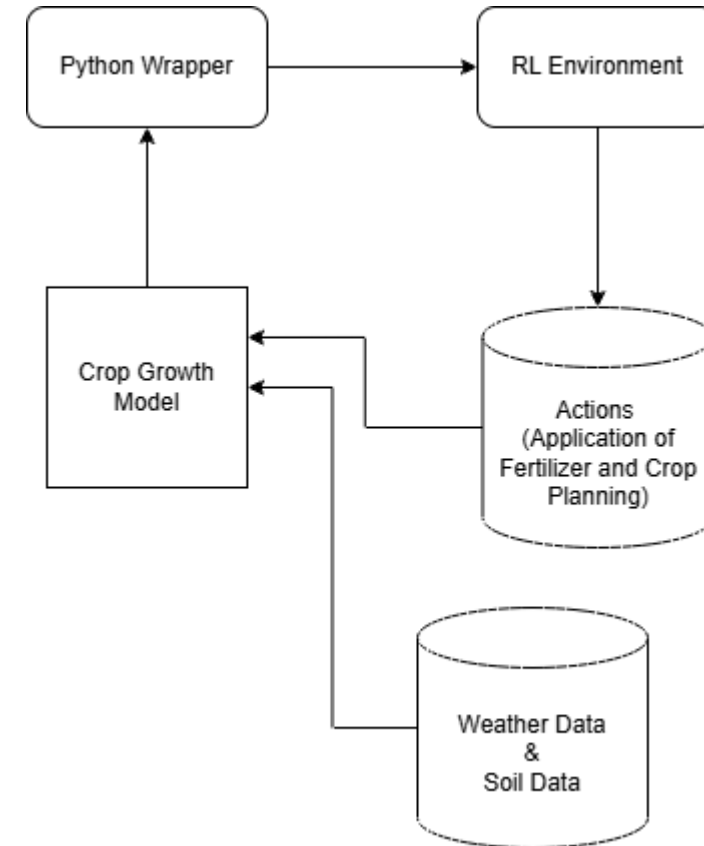 Python Wrapper
RL Environment
Crop Growth
Model
Actions
(Application of
Fertilizer and Crop
Planning)
Weather Data
&
Soil Data